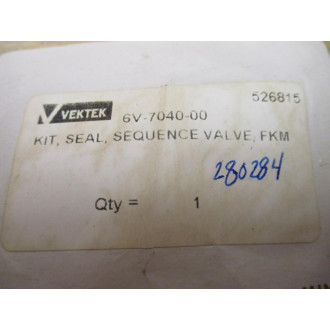 526815
VEKTEK 6V-7040-00
KIT, SEAL, SEQUENCE VALVE, FKM
280284
Qty = 1